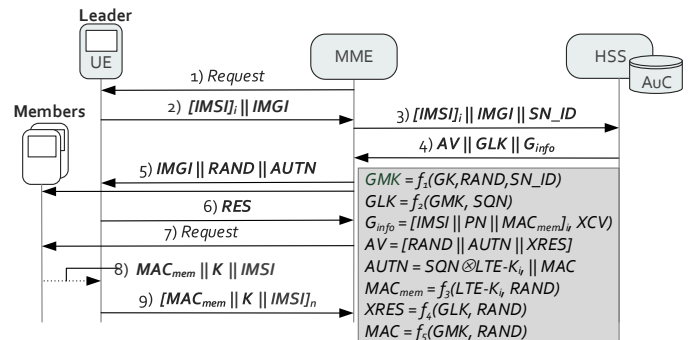 Leader
UE
MME
HSS
AuC
1) Request
2) [IMSI]i || IMGI
Members
3) [IMSI]i || IMGI || SN_ID
4) AV || GLK || Ginfo
5) IMGI || RAND || AUTN
6) RES
7) Request
8) MACmem || K || IMSI
9) [MACmem || K || IMSI]n
GMK = f1(GK,RAND,SN_ID)
GLK = f2(GMK, SQN)
Ginfo = [IMSI || PN || MACmem]i, XCV)
AV = [RAND || AUTN || XRES]
AUTN = SQN⊗LTE-Ki, || MAC
MACmem = f3(LTE-Ki, RAND)
XRES = f4(GLK, RAND)
MAC = f5(GMK, RAND)